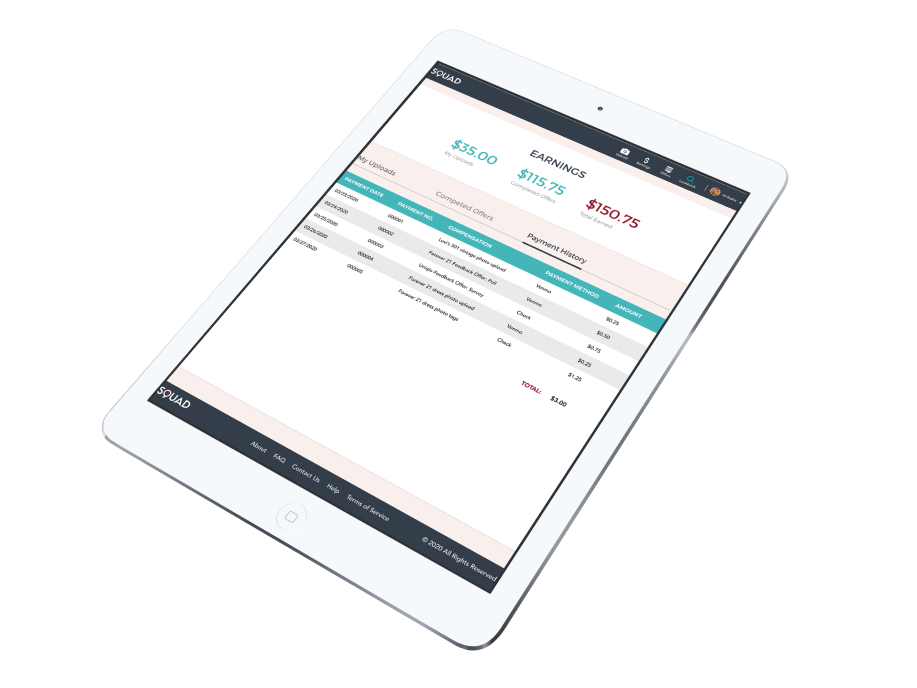 SQUAD
Upload
Earnings
Offers
Dashboard
EARNINGS
$35.00
My Uploads
$115.75
Completed Offers
$150.75
Total Earned
My Uploads
Competed Offers
Payment History
PAYMENT DATE PAYMENT NO. COMPENSATION PAYMENT METHOD AMOUNT
03/23/2020 000001 Levi's 501 vintage photo upload Venmo $0.25
03/24/2020 000002 Forever 21 Feedback Offer: Poll Venmo $0.50
03/25/2020 000003 Uniqlo Feedback Offer: Survey Check $0.75
03/26/2020 000004 Forever 21 dress photo upload Venmo $0.25
03/27/2020 000005 Forever 21 dress photo tags Check $1.25
TOTAL: $3.00
SQUAD
About FAQ Contact Us Help Terms of Service
© 2020 All Rights Reserved